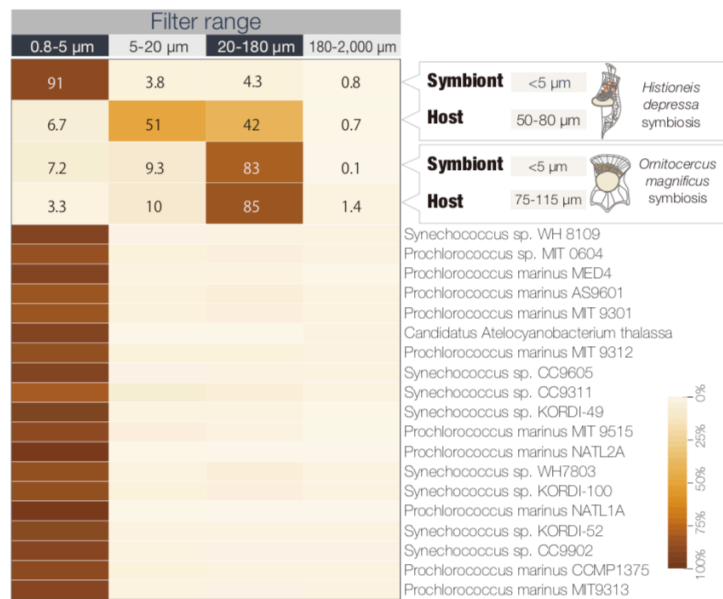 Filter range
0.8-5 µm 5-20 µm 20-180 µm 180-2,000 µm
91 3.8 4.3 0.8
Symbiont <5 µm
Histioneis
depressa
symbiosis
6.7 51 42 0.7
Host 50-80 µm
7.2 9.3 83 0.1
Symbiont <5 µm
Ornitocercus
magnificus
symbiosis
3.3 10 85 1.4
Host 75-115 µm
Synechococcus sp. WH 8109
Prochlorococcus sp. MIT 0604
Prochlorococcus marinus MED4
Prochlorococcus marinus AS9601
Prochlorococcus marinus MIT 9301
Candidatus Atelocyanobacterium thalassa
Prochlorococcus marinus MIT 9312
Synechococcus sp. CC9605
Synechococcus sp. CC9311
Synechococcus sp. KORDI-49
Prochlorococcus marinus MIT 9515
Prochlorococcus marinus NATL2A
Synechococcus sp. WH7803
Synechococcus sp. KORDI-100
Prochlorococcus marinus NATL1A
Synechococcus sp. KORDI-52
Synechococcus sp. CC9902
Prochlorococcus marinus CCMP1375
Prochlorococcus marinus MIT9313
0%
25%
50%
75%
100%